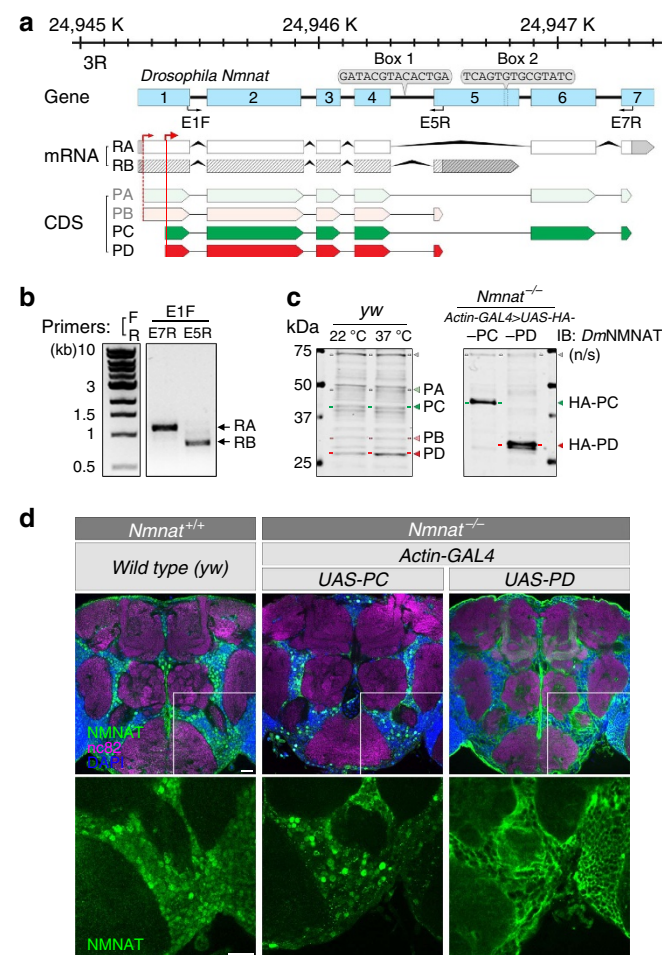 a
24,945 K 24,946 K 24,947 K
3R
Box 1 Box 2
Drosophila Nmnat GATACGTACACTGA TCAGTGTGCGTATC
Gene 1 2 3 4 5 6 7
E1F E5R E7R
mRNA RA
RB
CDS PA
PB
PC
PD
b
Primers: F E1F
R E7R E5R
(kb) 10
3
1.5
1
0.5
RA
RB
c
yw
kDa 22 °C 37 °C
75
50
37
25
PA
PC
PB
PD
Nmnat–/–
Actin-GAL4>UAS-HA-
–PC –PD IB: DmNMNAT
(n/s)
HA-PC
HA-PD
d
Nmnat+/+ Nmnat–/–
Wild type (yw) Actin-GAL4
UAS-PC UAS-PD
NMNAT
nc82
DAPI
NMNAT